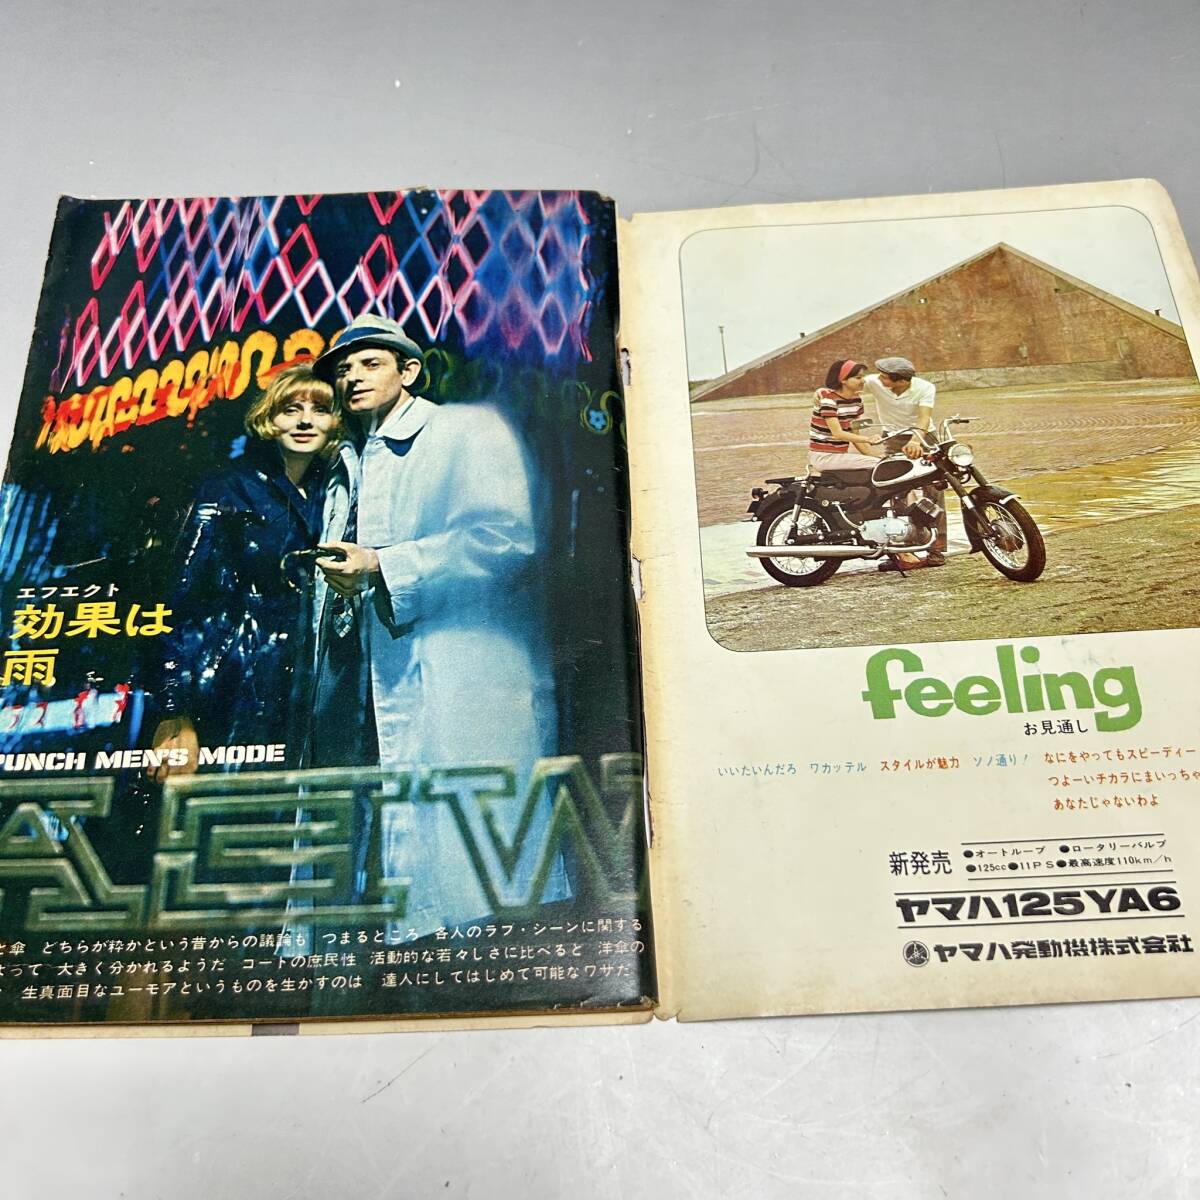 エフエクト
効果は
雨
PUNCH MEN'S MODE
と傘 どちらが粋かという昔からの議論も つまるところ 各人のラブ・シーンに関する
よって 大きく分かれるようだ コートの庶民性 活動的な若々しさに比べると 洋傘の
生真面目なユーモアというものを生かすのは 達人にしてはじめて可能なワザだ
feeling
お見通し
いいたいんだろ ワカッテル スタイルが魅力 ソノ通り! なにをやってもスピーディー
つよーいチカラにまいっちゃ
あなたじゃないわよ
新発売 ●オートループ ●ロータリーバルブ
●125cc●11PS●最高速度110km/h
ヤマハ125YA6
ヤマハ発動機株式会社